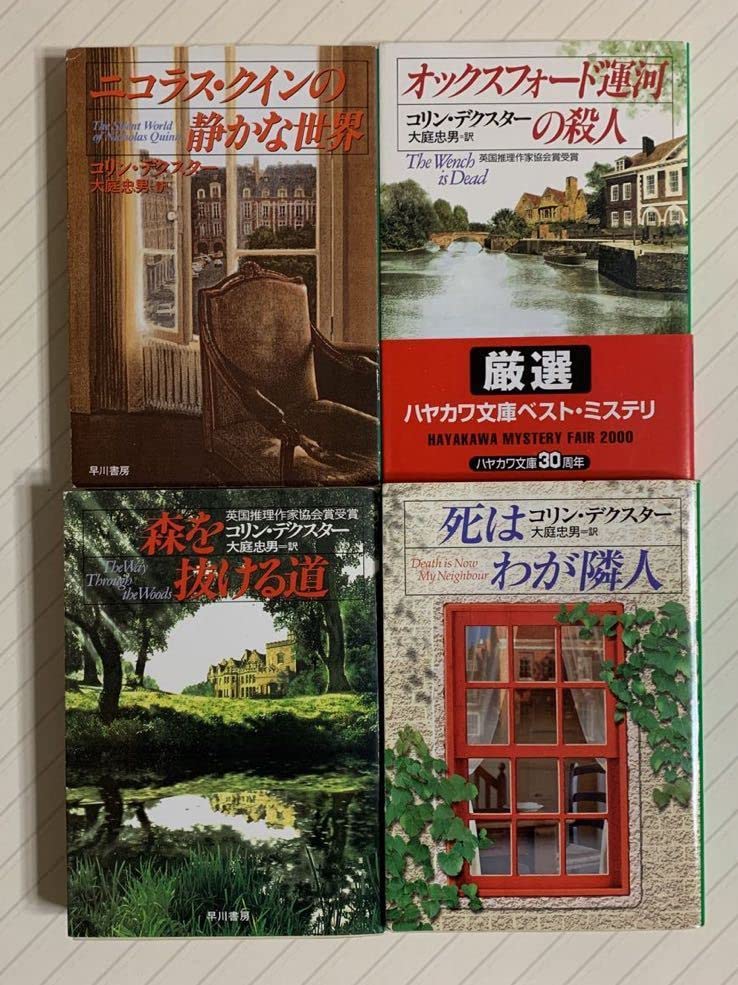 ニコラス・クインの
静かな世界
The Silent World
of Nicholas Quinn
コリン・デクスター
大庭忠男＝訳
早川書房
オックスフォード運河
の殺人
コリン・デクスター
大庭忠男＝訳
The Wench
is Dead
英国推理作家協会賞受賞
厳選
ハヤカワ文庫ベスト・ミステリ
HAYAKAWA MYSTERY FAIR 2000
ハヤカワ文庫30周年
英国推理作家協会賞受賞
森を
抜ける道
コリン・デクスター
大庭忠男＝訳
The Way
Through
the Woods
早川書房
死は
わが隣人
コリン・デクスター
大庭忠男＝訳
Death is Now
My Neighbour